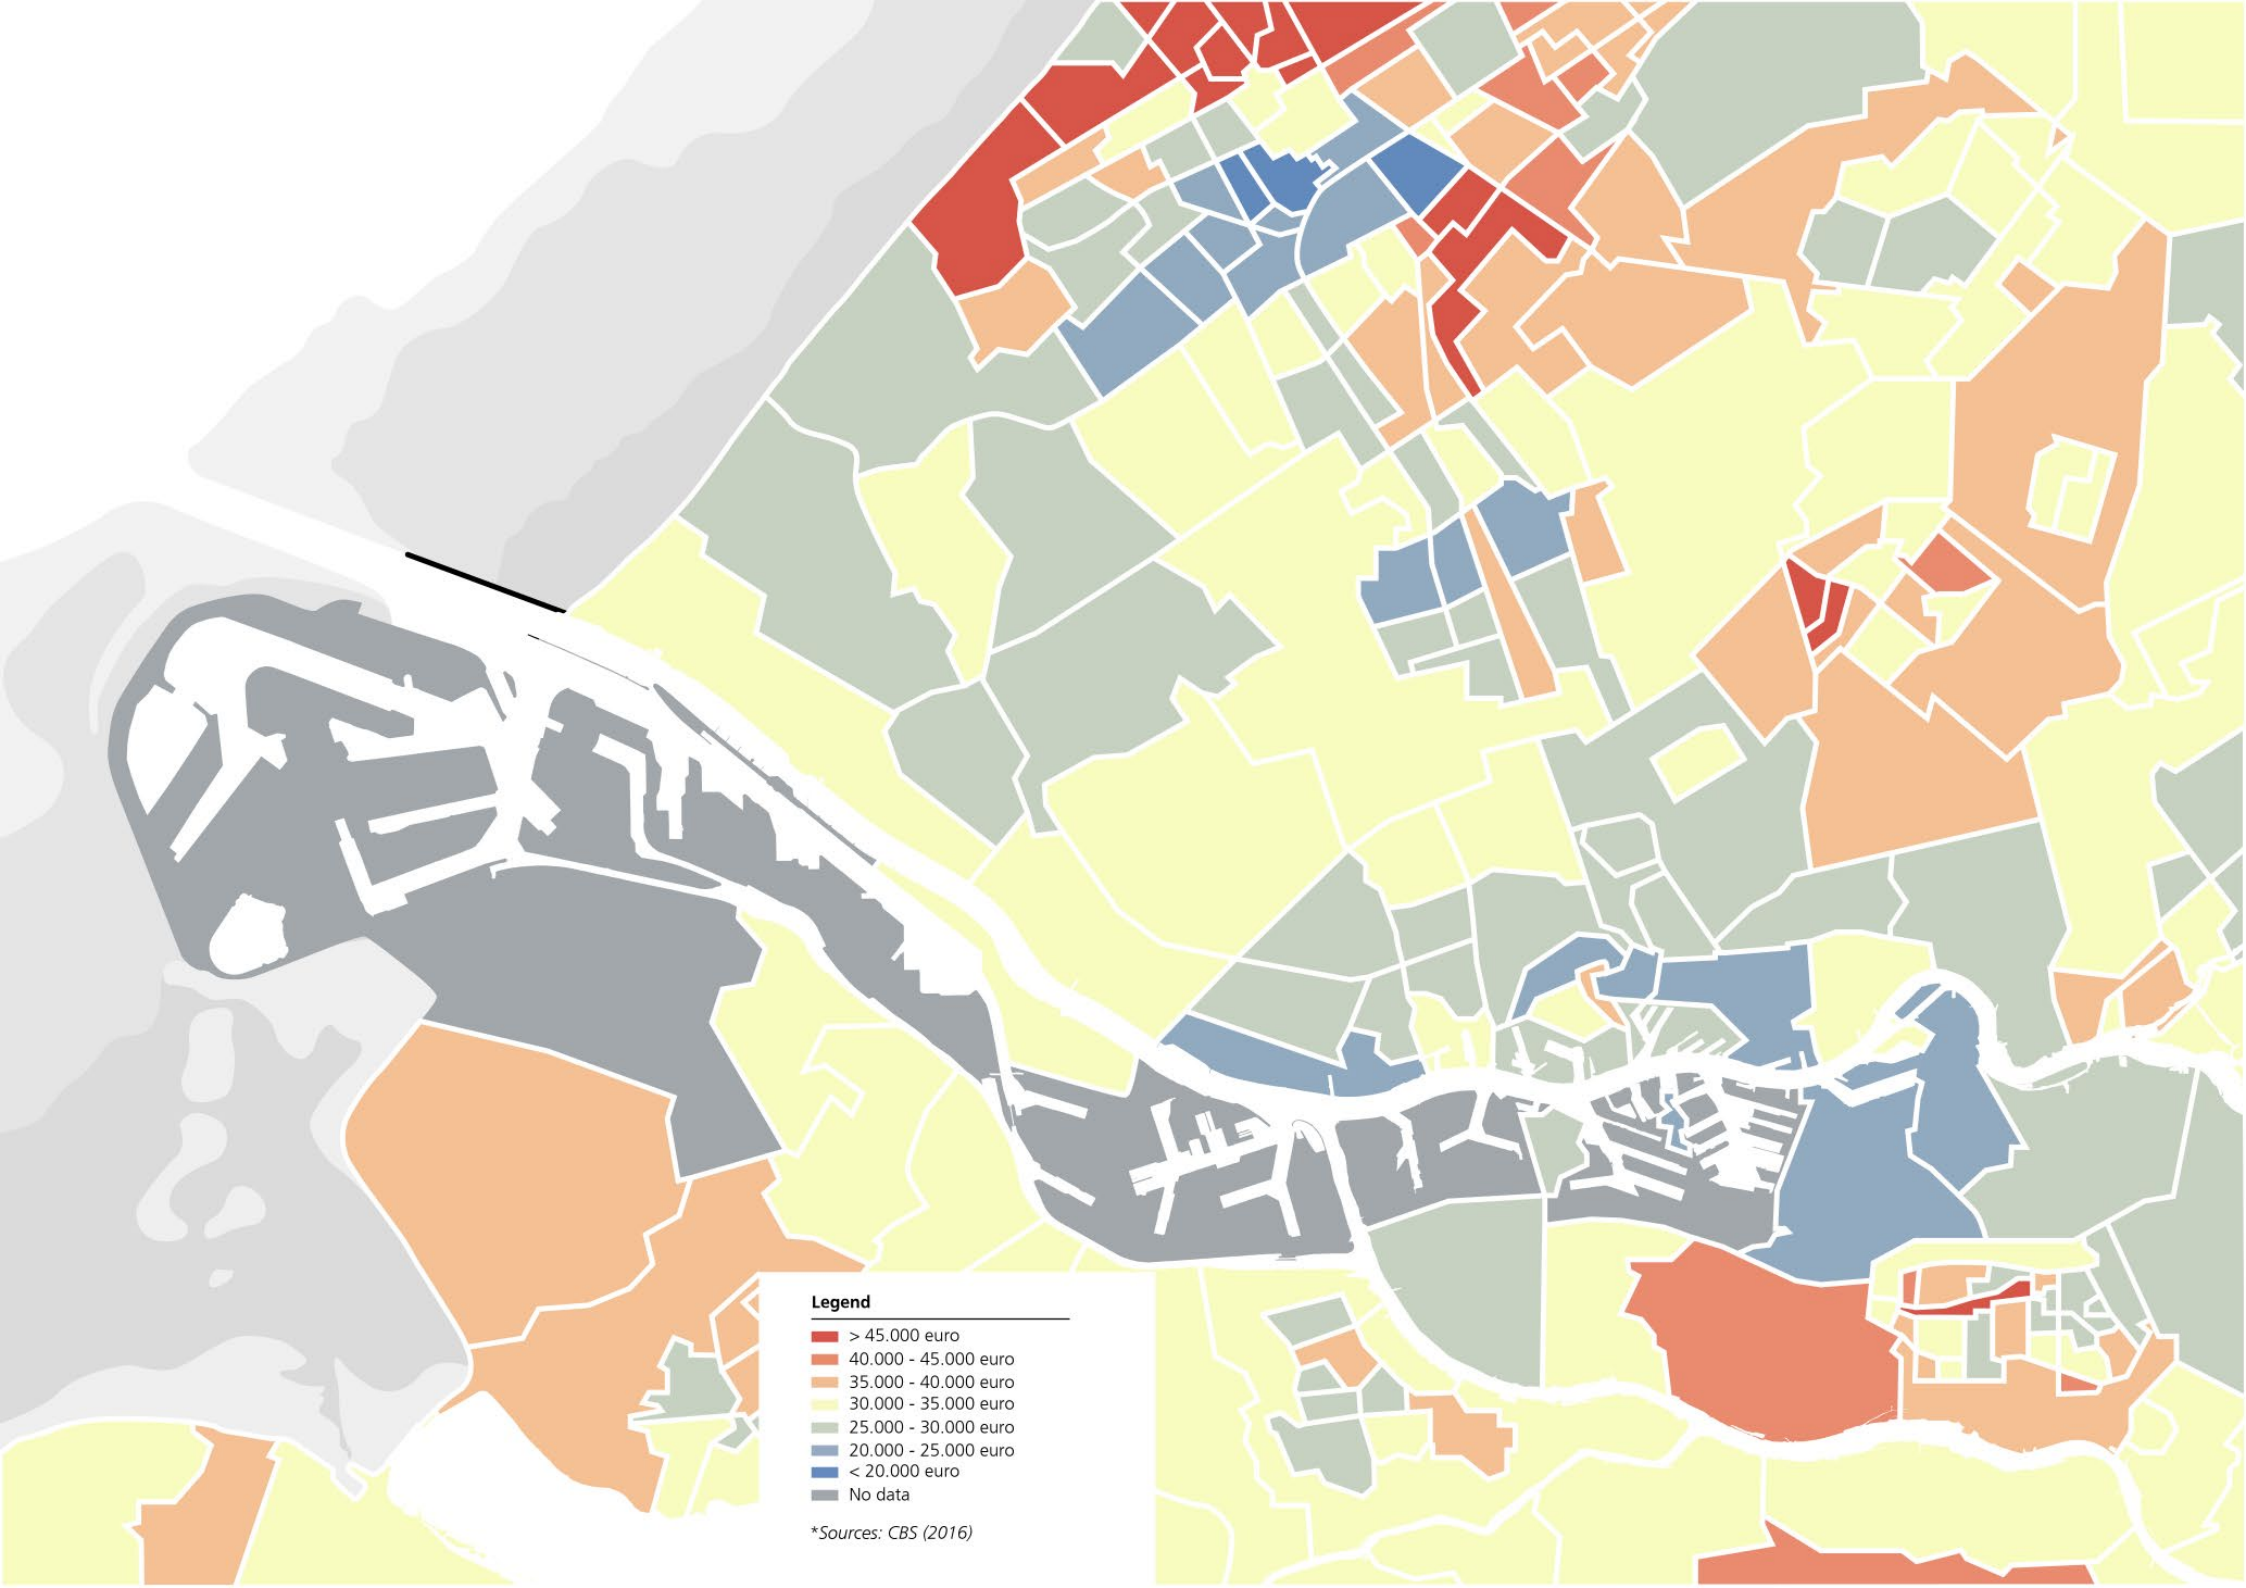 Legend
> 45.000 euro
40.000 - 45.000 euro
35.000 - 40.000 euro
30.000 - 35.000 euro
25.000 - 30.000 euro
20.000 - 25.000 euro
< 20.000 euro
No data
*Sources: CBS (2016)